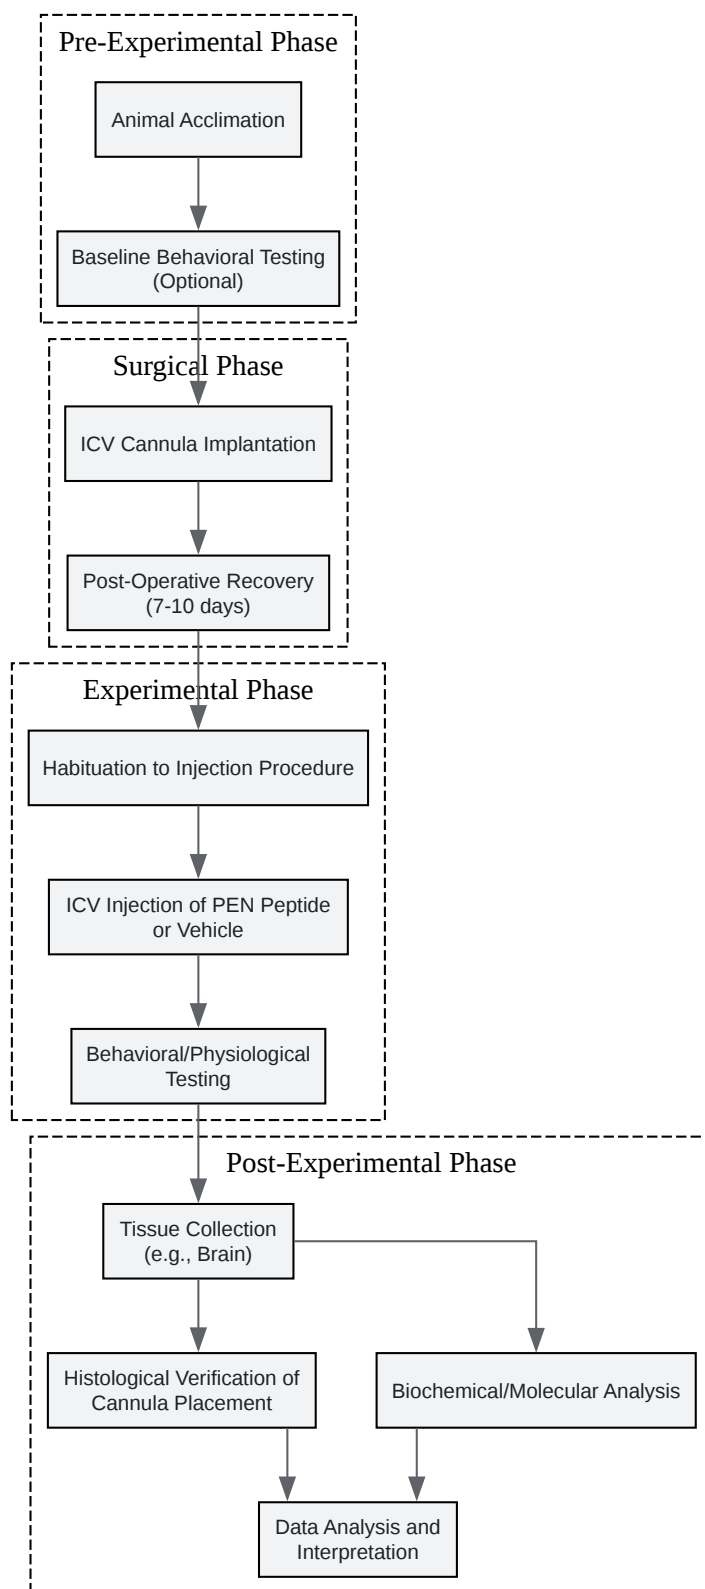 Pre-Experimental Phase
Animal Acclimation
Baseline Behavioral Testing
(Optional)
Surgical Phase
ICV Cannula Implantation
Post-Operative Recovery
(7-10 days)
Experimental Phase
Habituation to Injection Procedure
ICV Injection of PEN Peptide
or Vehicle
Behavioral/Physiological
Testing
Post-Experimental Phase
Tissue Collection
(e.g., Brain)
Histological Verification of
Cannula Placement
Biochemical/Molecular Analysis
Data Analysis and
Interpretation